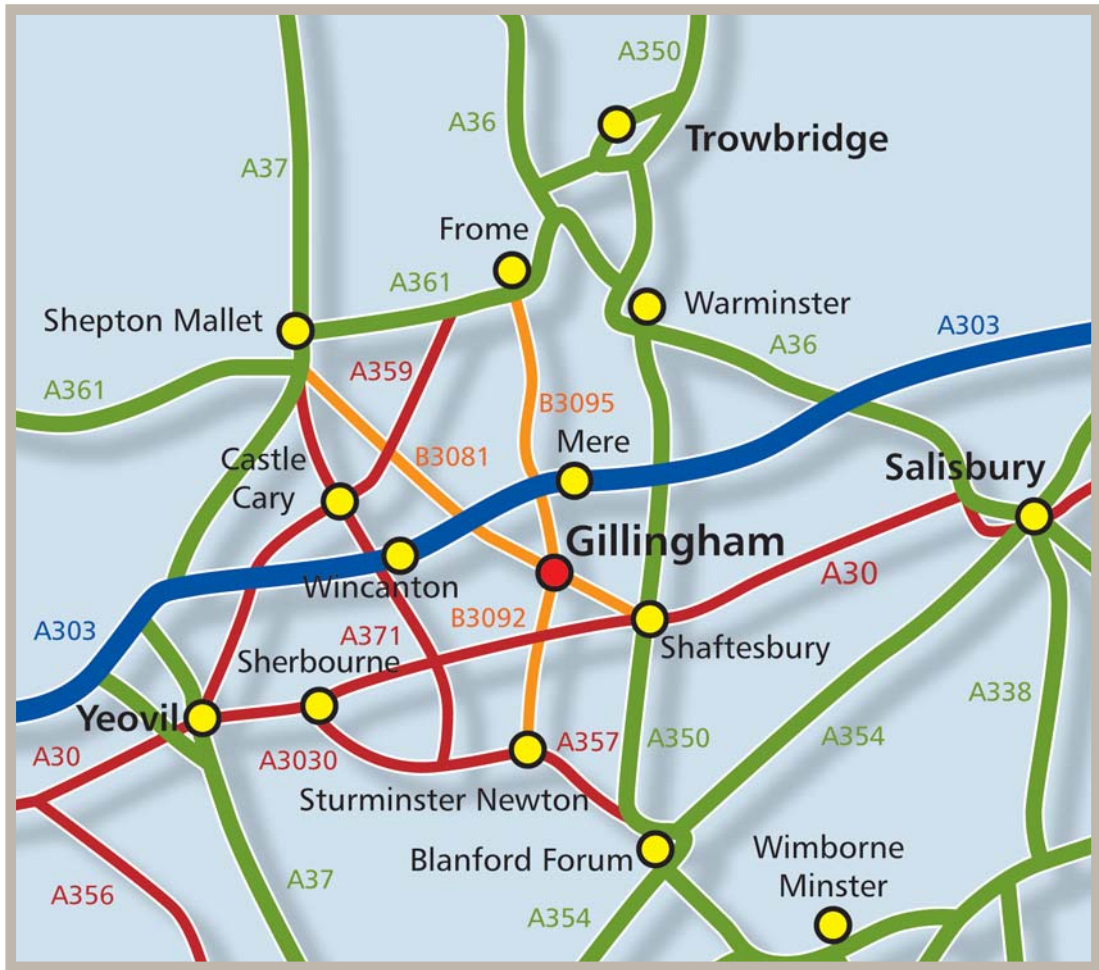 A350
A36
Trowbridge
A37
Frome
A361
Shepton Mallet
Warminster
A303
A36
A359
A361
B3095
Mere
B3081
Castle
Cary
Salisbury
Gillingham
A30
Wincanton
B3092
A303
A371
Shaftesbury
Sherbourne
A338
Yeovil
A30
A3030
A357
A350
A354
Sturminster Newton
Blanford Forum
Wimborne
Minster
A37
A356
A354